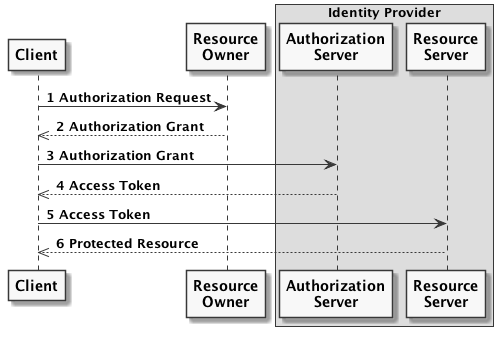 Identity Provider
Client
Resource
Owner
Authorization
Server
Resource
Server
1 Authorization Request
2 Authorization Grant
3 Authorization Grant
4 Access Token
5 Access Token
6 Protected Resource
Client
Resource
Owner
Authorization
Server
Resource
Server